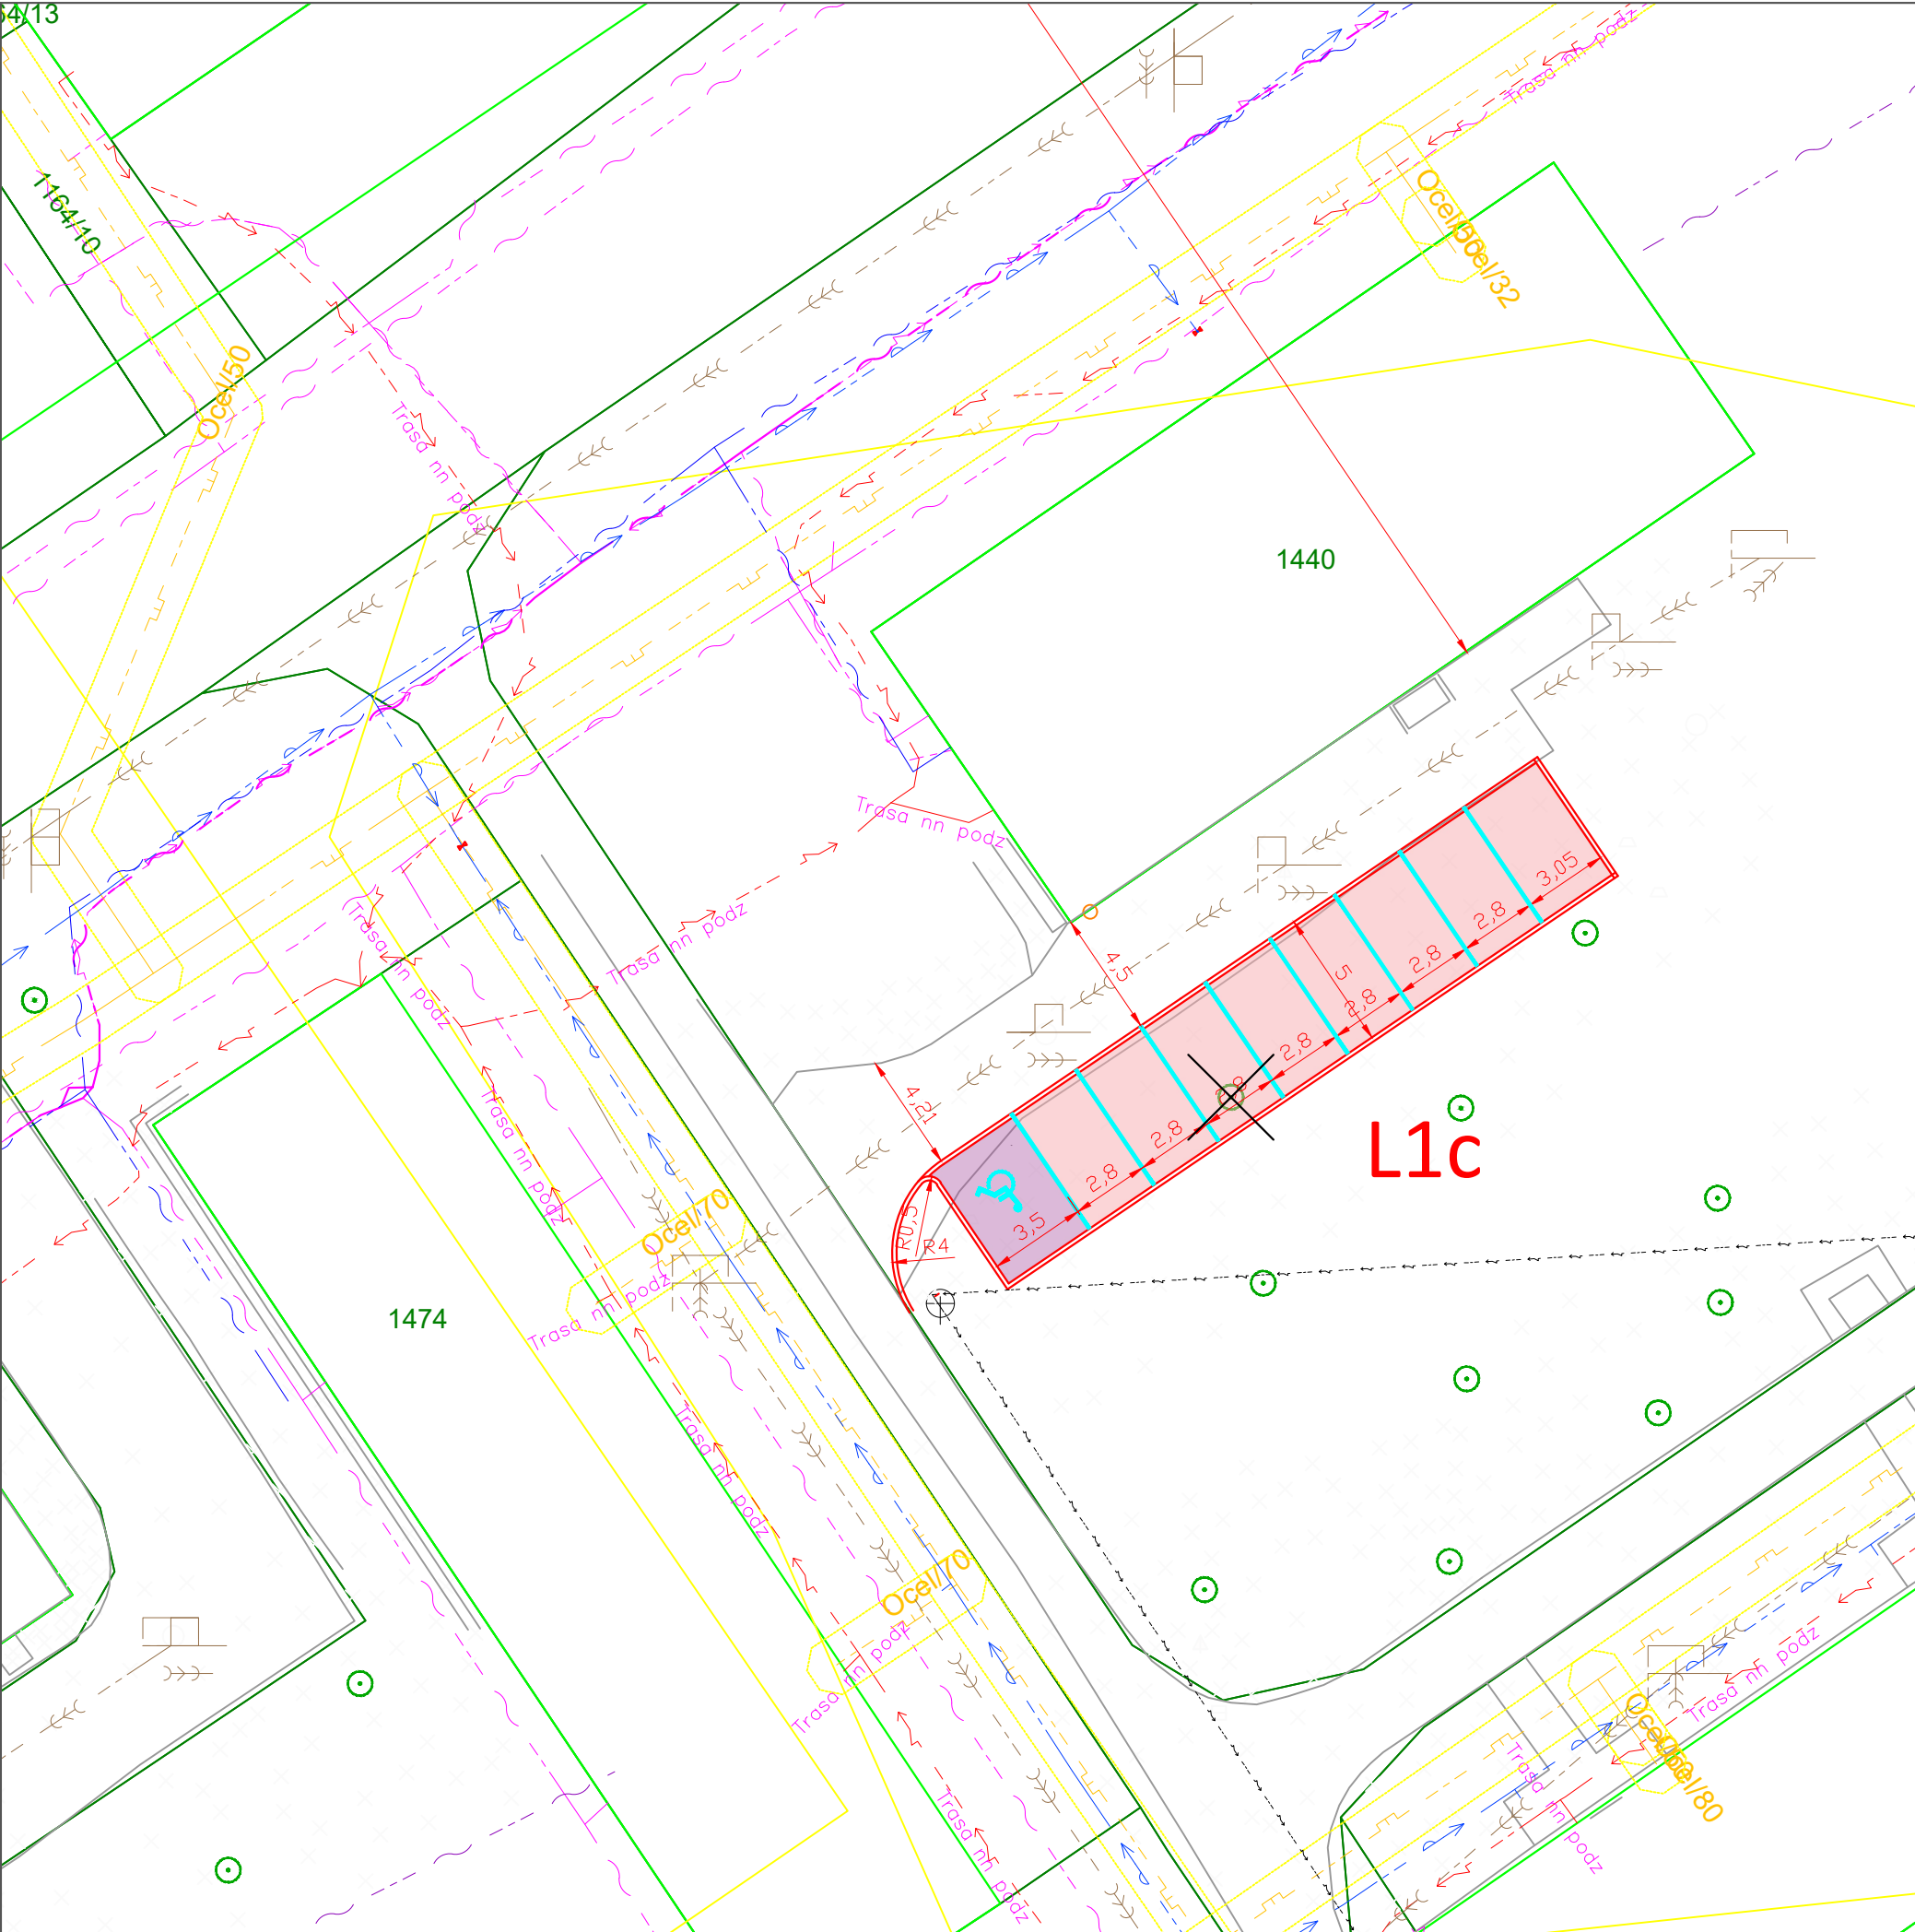 64/13
1164/10
Ocel/50
Trasa nn podz
Trasa nn podz
Ocel/50
Ocel/32
1440
Trasa nn podz
Trasa nn podz
Trasa nn podz
4,5
4,21
5
3,05
2,8
2,8
2,8
2,8
2,8
2,8
2,8
3,5
R0,5
R4
L1c
Trasa nn podz
Ocel/70
Trasa nn podz
1474
Trasa nn podz
Ocel/70
Trasa nn podz
Trasa nn podz
Trasa nn podz
Trasa nn podz
Ocel/80